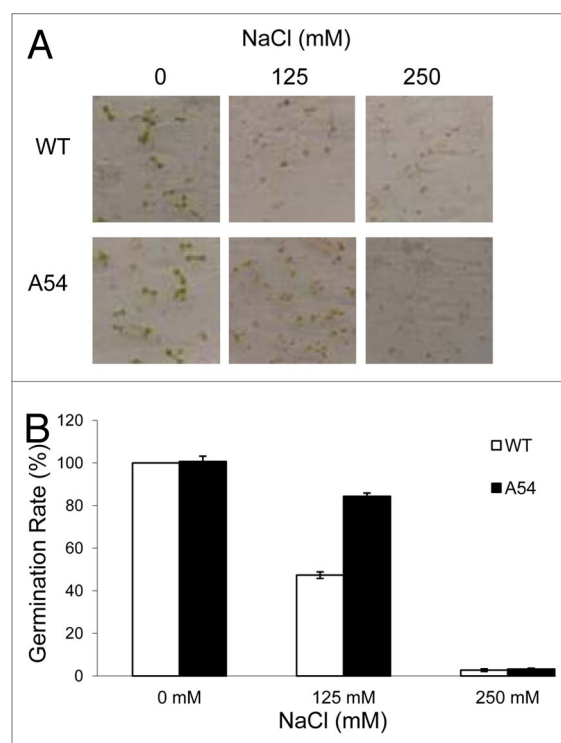 A
NaCl (mM)
0 125 250
WT
A54
B
120
100
80
60
40
20
0
Germination Rate (%)
WT
A54
0 mM 125 mM 250 mM
NaCl (mM)